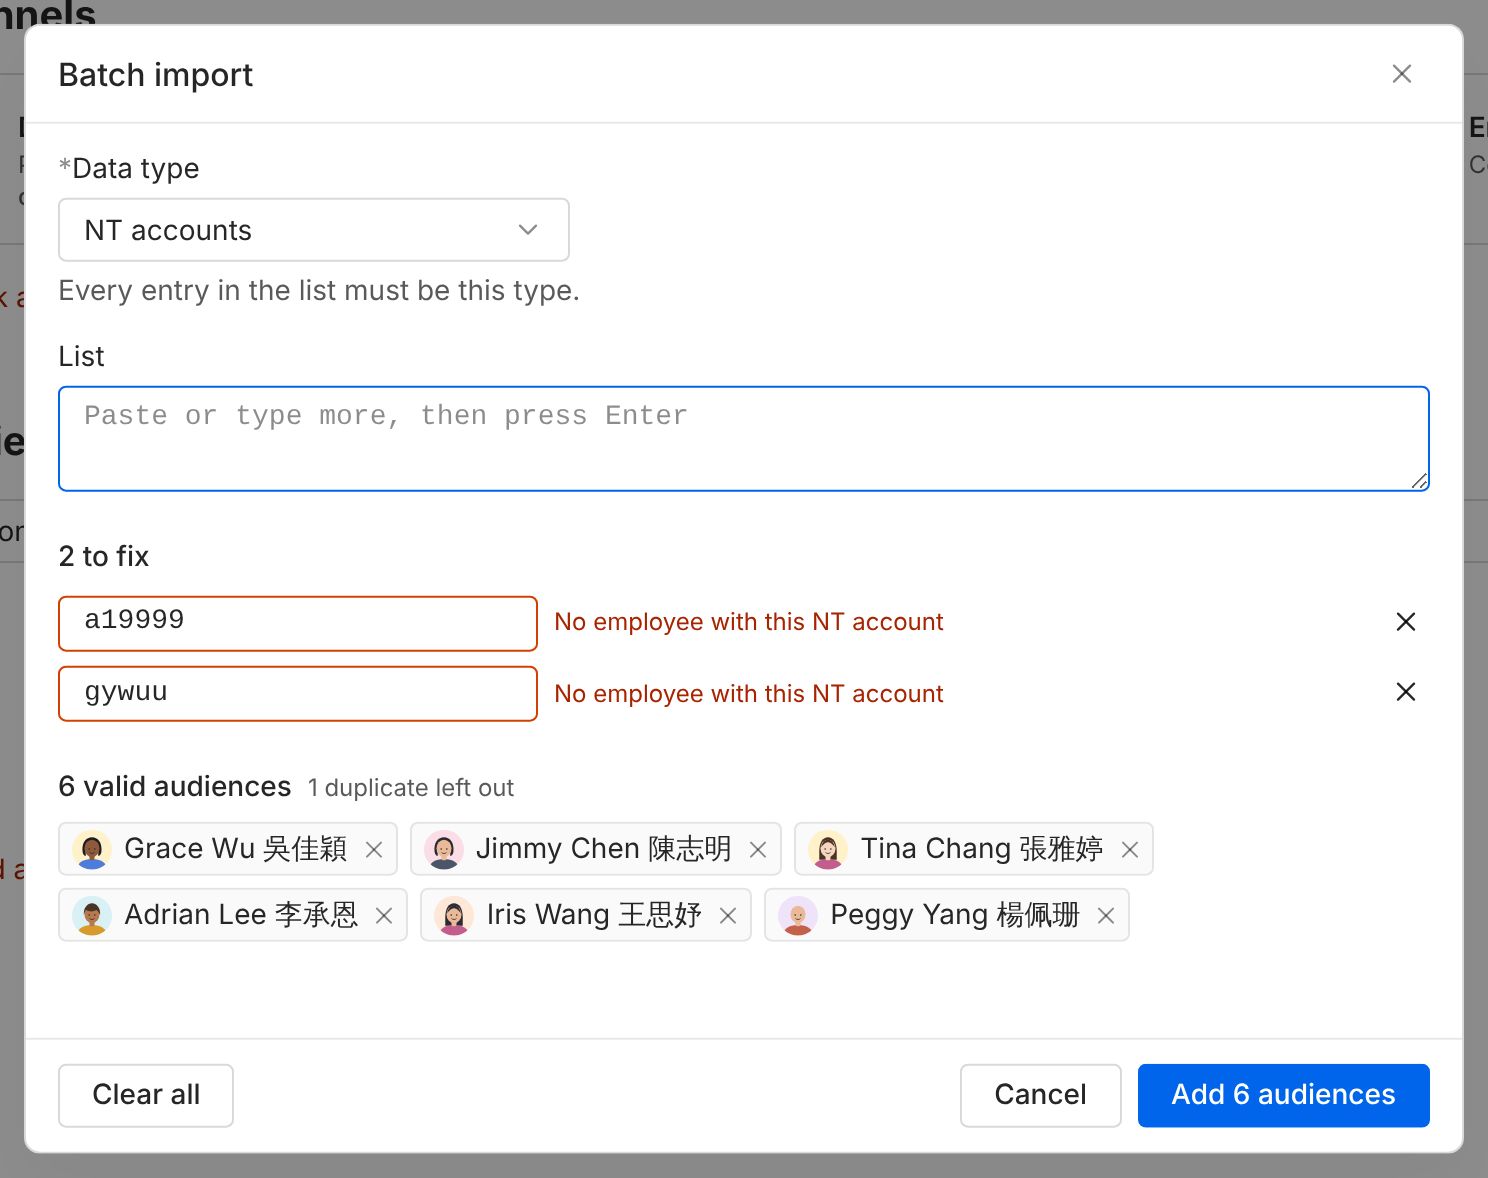 nnels
Batch import
*Data type
NT accounts
Every entry in the list must be this type.
List
Paste or type more, then press Enter
2 to fix
a19999 No employee with this NT account
gywuu No employee with this NT account
6 valid audiences 1 duplicate left out
Grace Wu 吳佳穎 Jimmy Chen 陳志明 Tina Chang 張雅婷
Adrian Lee 李承恩 Iris Wang 王思妤 Peggy Yang 楊佩珊
Clear all Cancel Add 6 audiences